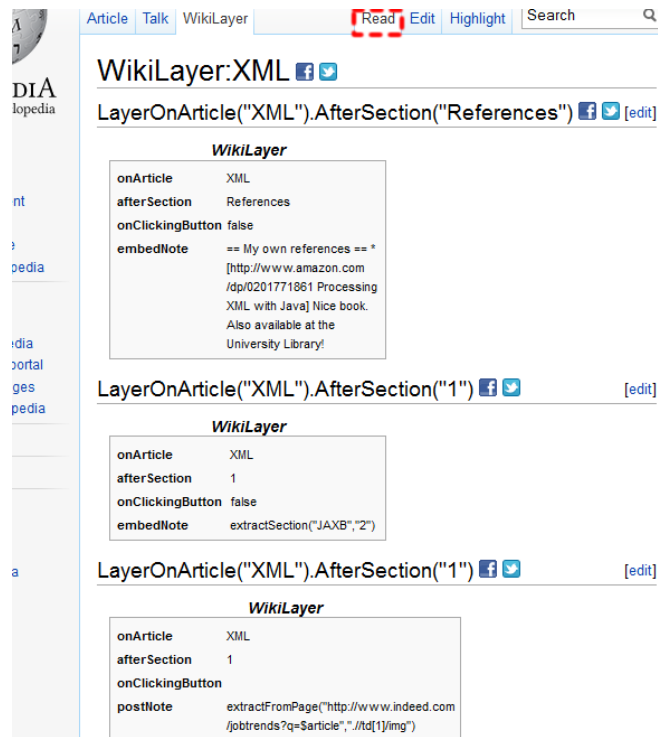 Article Talk WikiLayer Read Edit Highlight Search
WikiLayer:XML
DIA
lopedia
LayerOnArticle("XML").AfterSection("References") [edit]
WikiLayer
onArticle XML
afterSection References
onClickingButton false
embedNote == My own references == *
[http://www.amazon.com
/dp/0201771861 Processing
XML with Java] Nice book.
Also available at the
University Library!
nt
pedia
dia
portal
ges
pedia
LayerOnArticle("XML").AfterSection("1") [edit]
WikiLayer
onArticle XML
afterSection 1
onClickingButton false
embedNote extractSection("JAXB","2")
a
LayerOnArticle("XML").AfterSection("1") [edit]
WikiLayer
onArticle XML
afterSection 1
onClickingButton
postNote extractFromPage("http://www.indeed.com
/jobtrends?q=$article",".//td[1]/img")